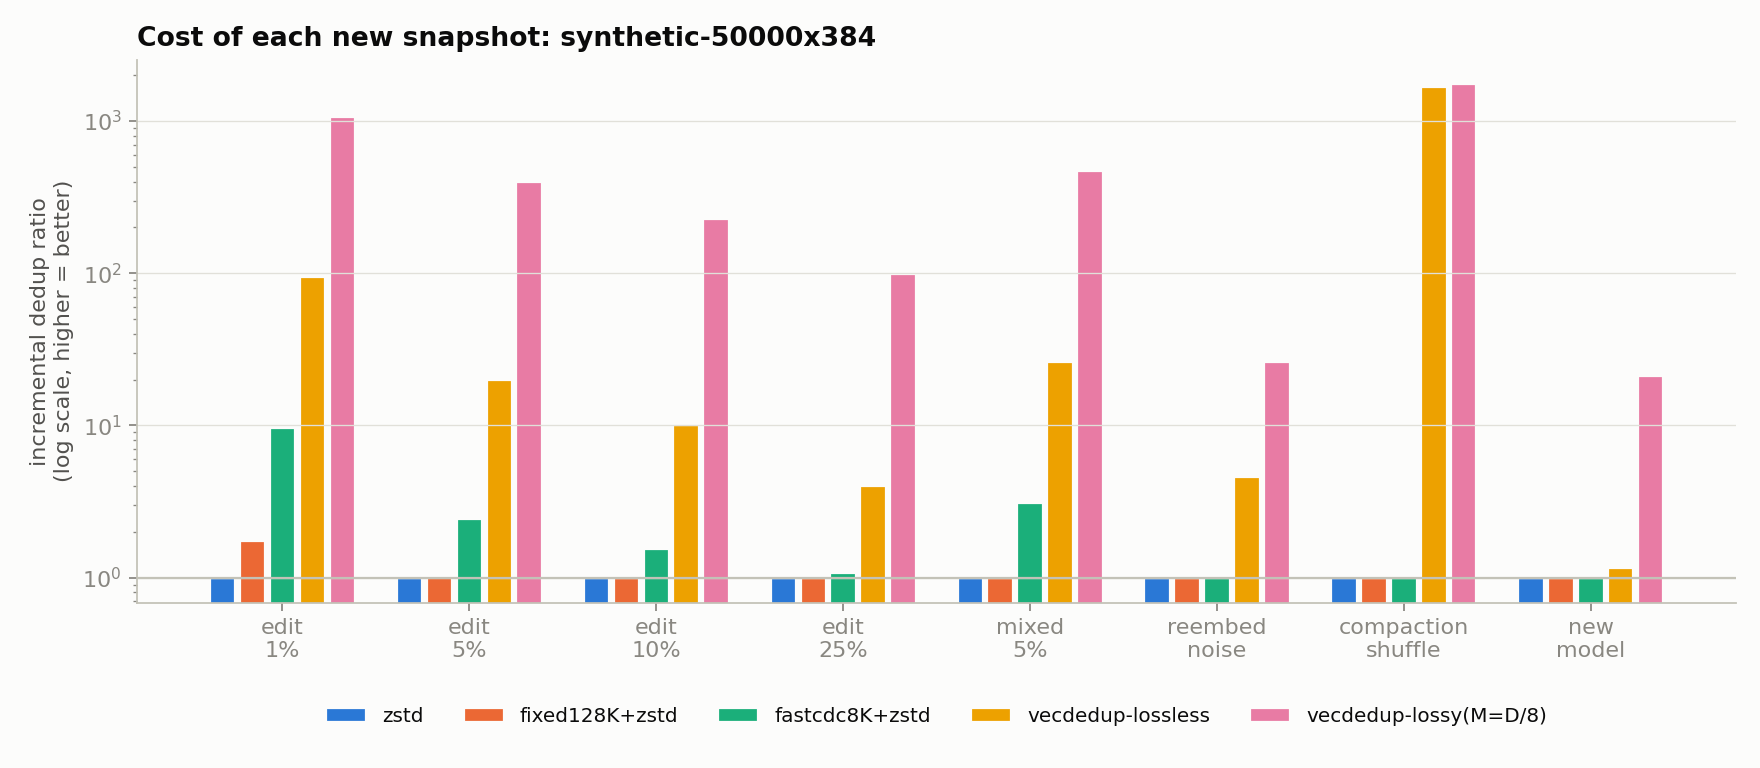 Cost of each new snapshot: synthetic-50000x384
incremental dedup ratio
(log scale, higher = better)
10³
10²
10¹
10⁰
edit
1%
edit
5%
edit
10%
edit
25%
mixed
5%
reembed
noise
compaction
shuffle
new
model
zstd
fixed128K+zstd
fastcdc8K+zstd
vecdedup-lossless
vecdedup-lossy(M=D/8)